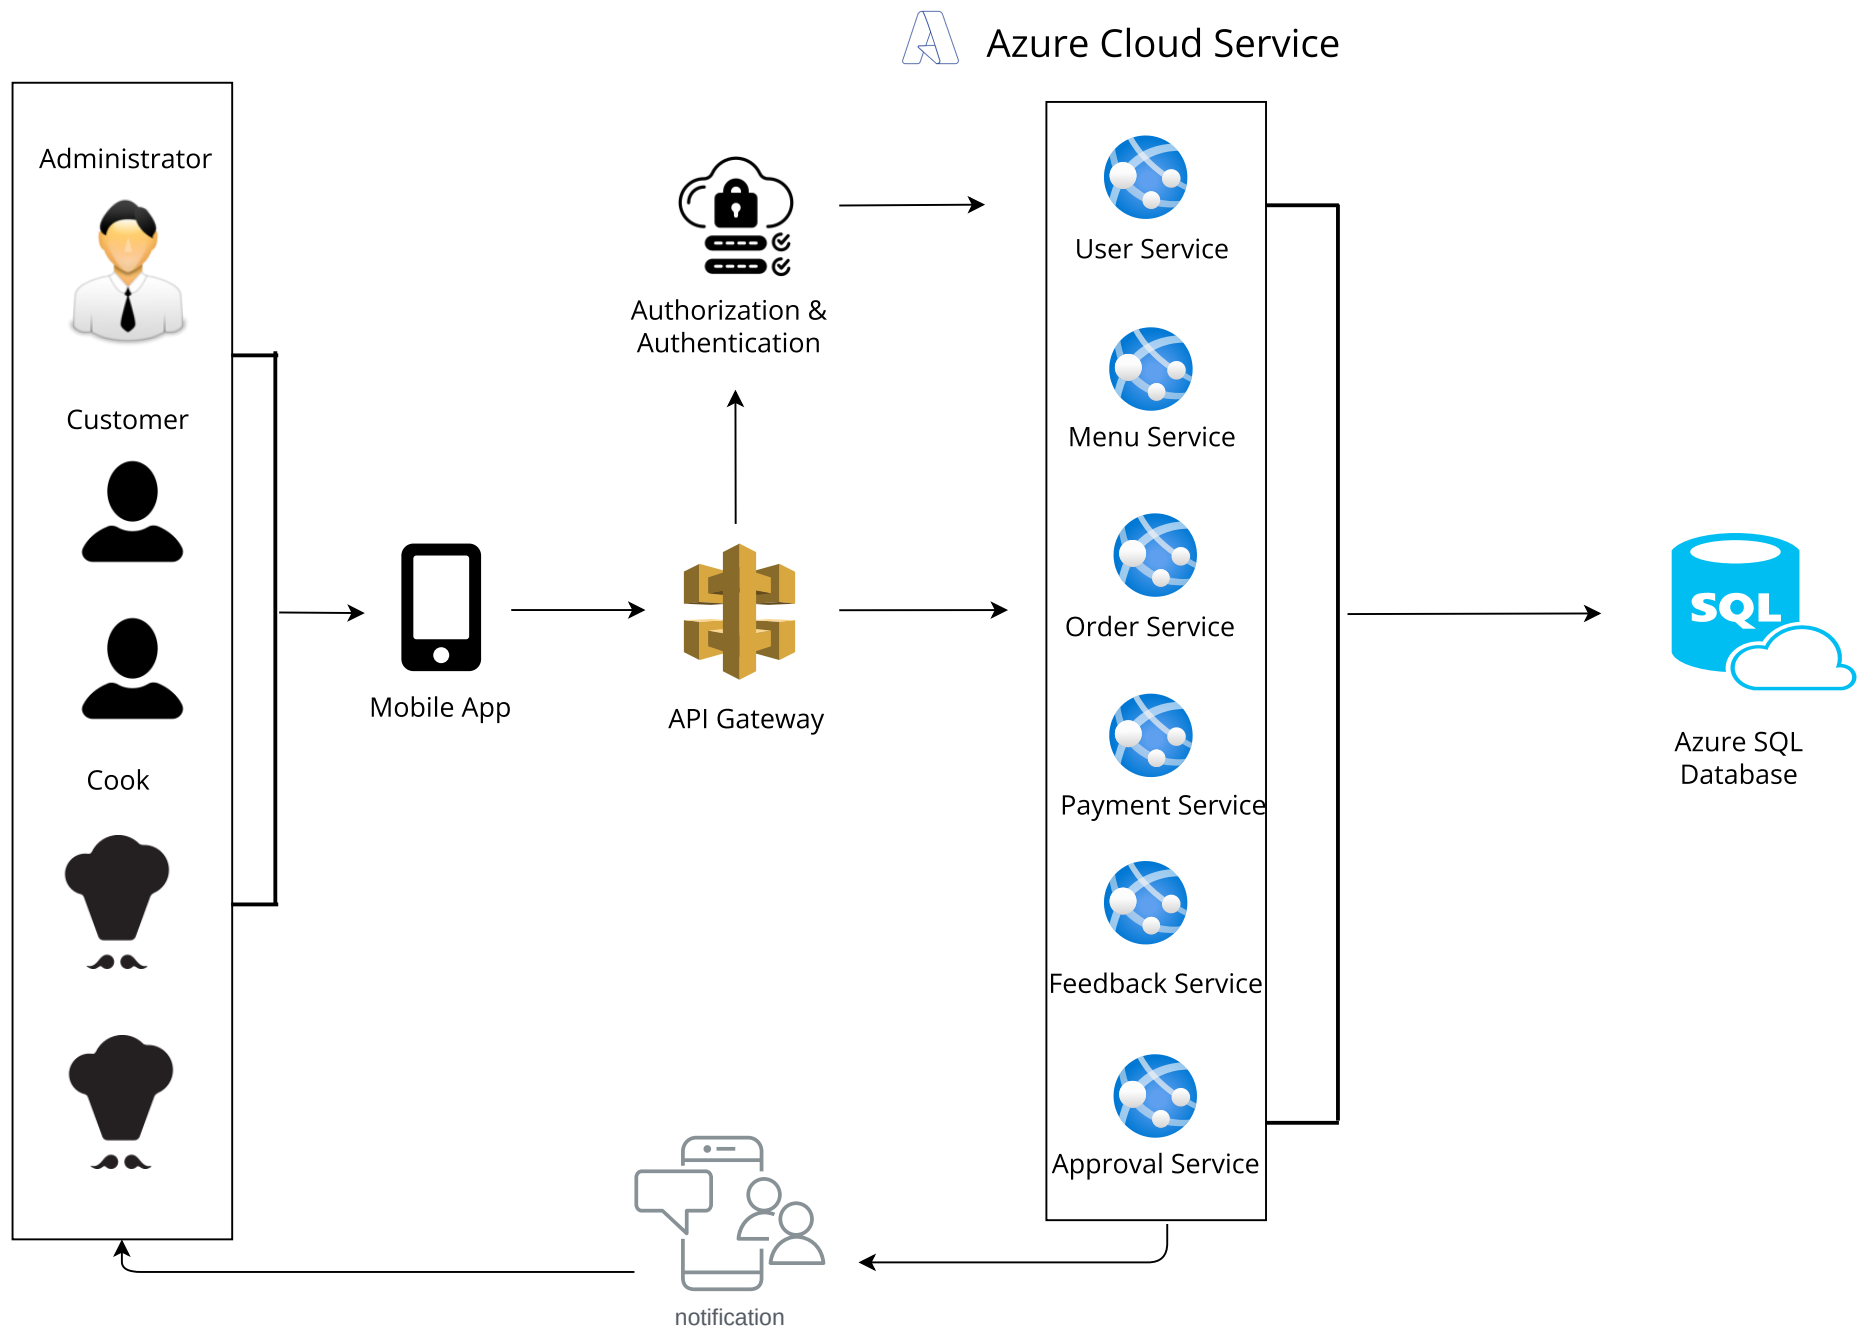 Azure Cloud Service
Administrator
Customer
Cook
Mobile App
Authorization &
Authentication
API Gateway
User Service
Menu Service
Order Service
Payment Service
Feedback Service
Approval Service
SQL
Azure SQL
Database
notification